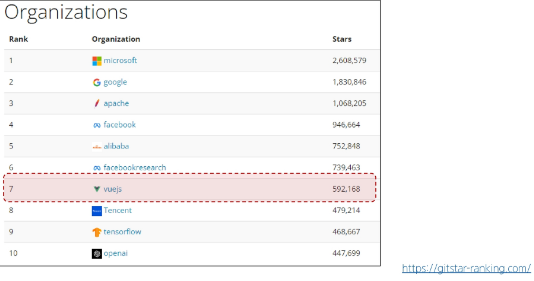 Organizations
Rank Organization Stars
1 microsoft 2,608,579
2 google 1,830,846
3 apache 1,068,205
4 facebook 946,664
5 alibaba 752,848
6 facebookresearch 739,463
7 vuejs 592,168
8 Tencent 479,214
9 tensorflow 468,667
10 openai 447,699
https://gitstar-ranking.com/